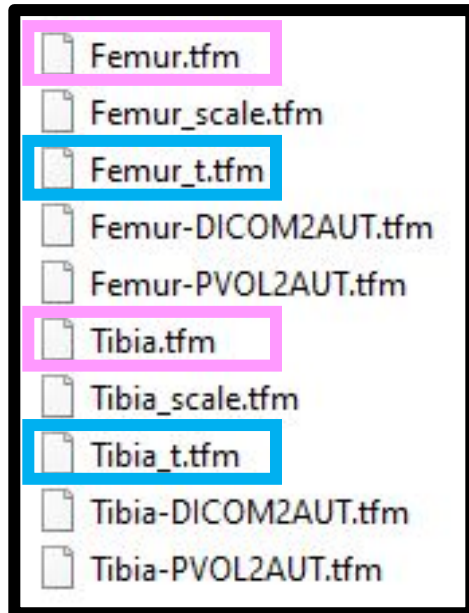 Femur.tfm
Femur_scale.tfm
Femur_t.tfm
Femur-DICOM2AUT.tfm
Femur-PVOL2AUT.tfm
Tibia.tfm
Tibia_scale.tfm
Tibia_t.tfm
Tibia-DICOM2AUT.tfm
Tibia-PVOL2AUT.tfm